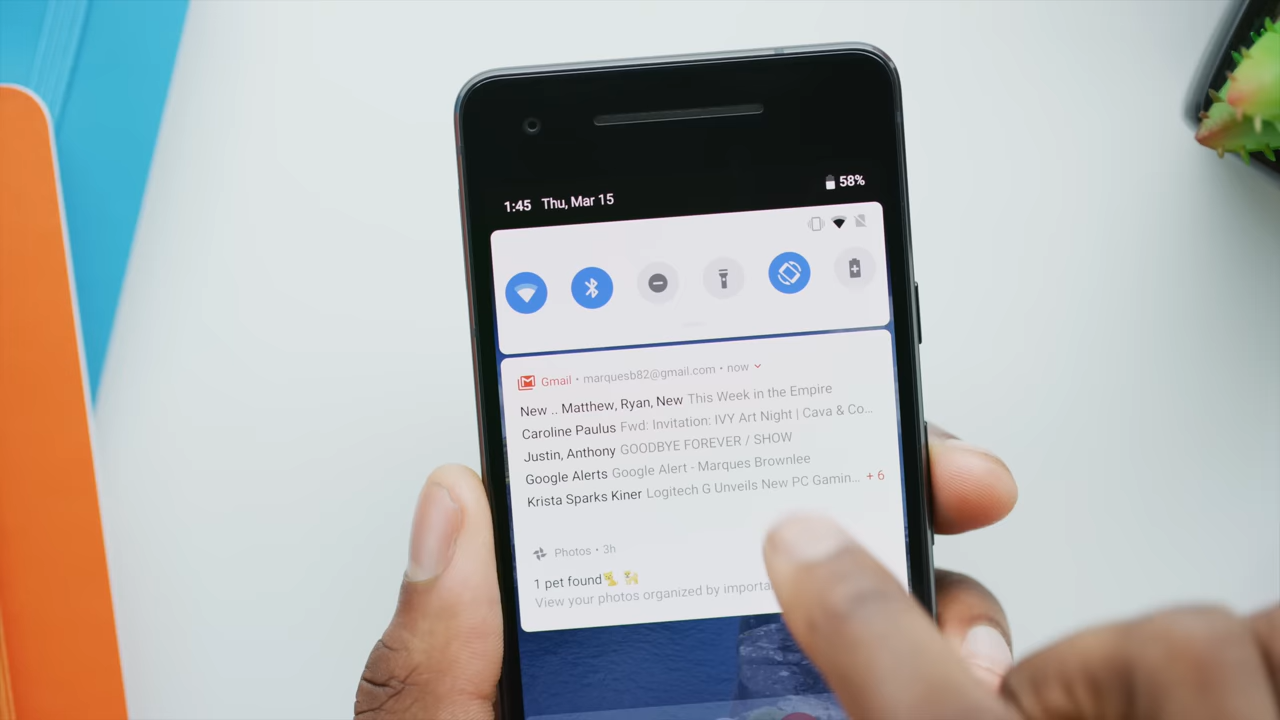 1:45 Thu, Mar 15 58%
Gmail • marquesb82@gmail.com • now
New .. Matthew, Ryan, New This Week in the Empire
Caroline Paulus Fwd: Invitation: IVY Art Night | Cava & Co...
Justin, Anthony GOODBYE FOREVER / SHOW
Google Alerts Google Alert - Marques Brownlee
Krista Sparks Kiner Logitech G Unveils New PC Gamin... + 6
Photos • 3h
1 pet found
View your photos organized by importa